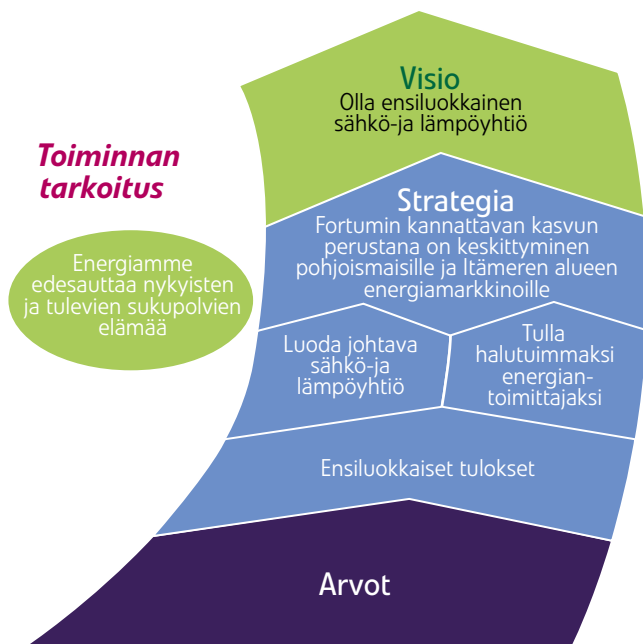 Visio
Olla ensiluokkainen
sähkö-ja lämpöyhtiö
Toiminnan
tarkoitus
Energiamme
edesauttaa nykyisten
ja tulevien sukupolvien
elämää
Strategia
Fortumin kannattavan kasvun
perustana on keskittyminen
pohjoismaisille ja Itämeren alueen
energiamarkkinoille
Luoda johtava
sähkö-ja
lämpöyhtiö
Tulla
halutuimmaksi
energian-
toimittajaksi
Ensiluokkaiset tulokset
Arvot